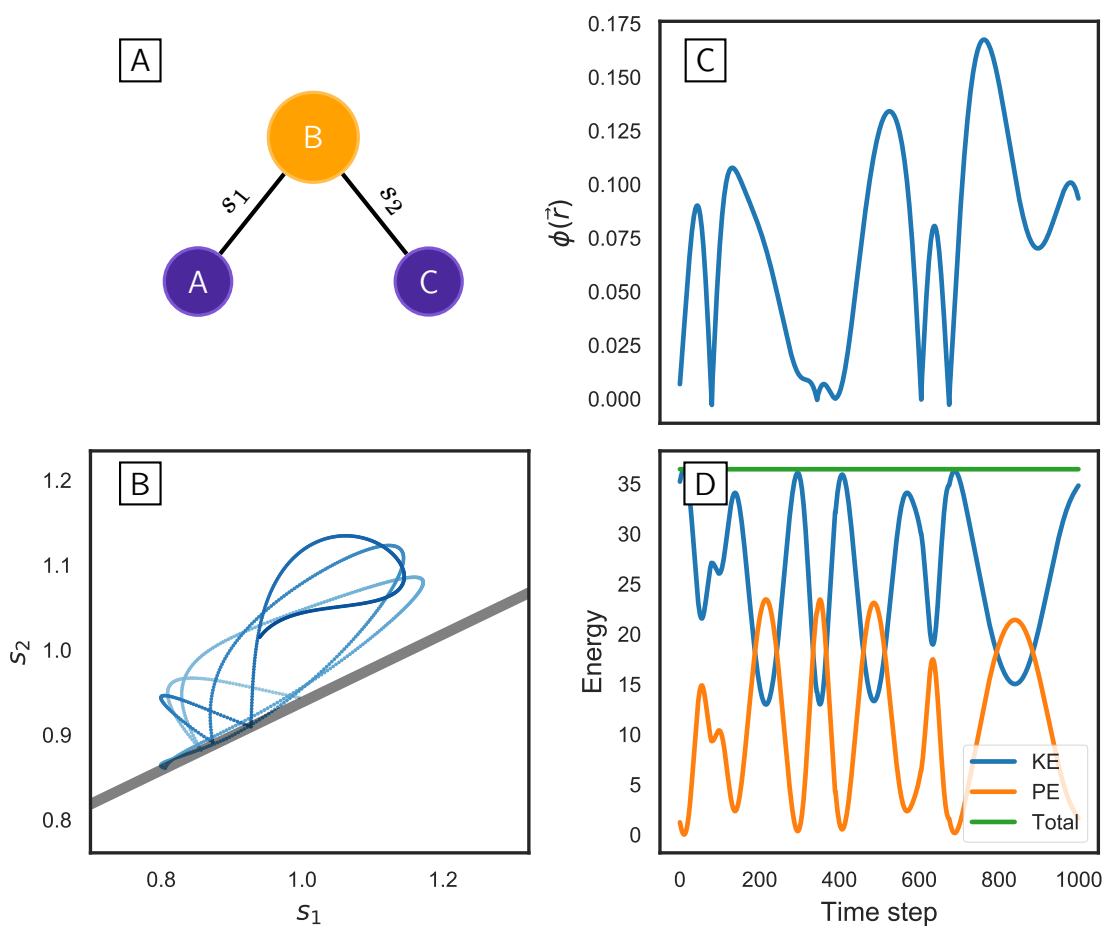 A
B
s₁
s₂
A
C
C
0.175
0.150
0.125
0.100
0.075
0.050
0.025
0.000
ϕ(r⃗)
B
1.2
1.1
1.0
0.9
0.8
s₂
0.8
1.0
1.2
s₁
D
35
30
25
20
15
10
5
0
Energy
KE
PE
Total
0
200
400
600
800
1000
Time step